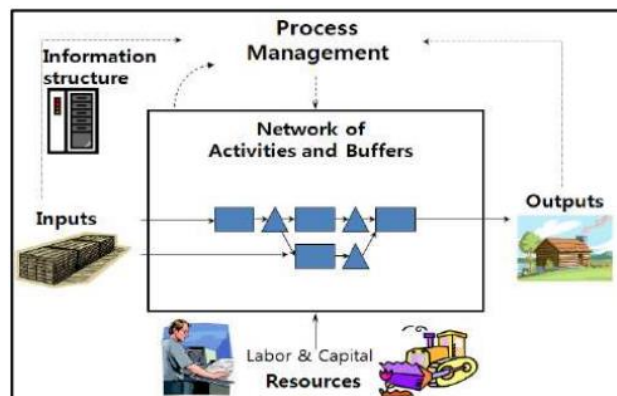 Process
Management
Information
structure
Network of
Activities and Buffers
Inputs
Outputs
Labor & Capital
Resources